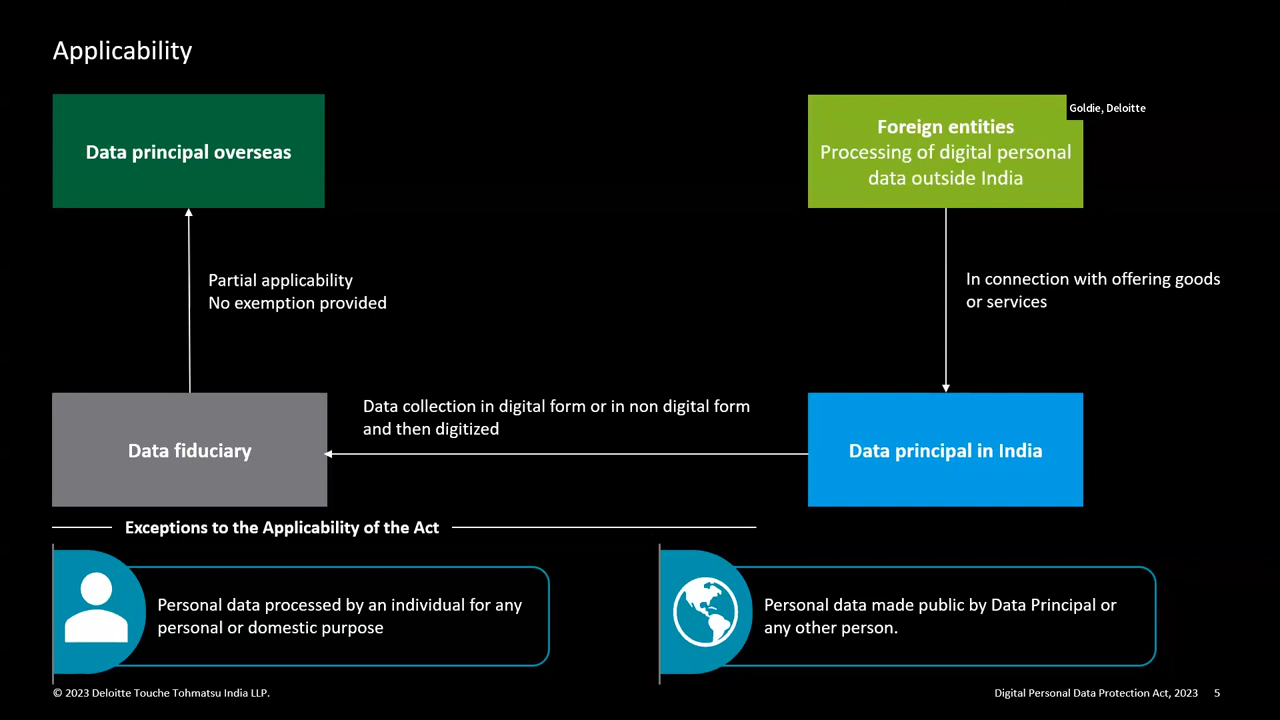 Applicability
Data principal overseas
Goldie, Deloitte
Foreign entities
Processing of digital personal
data outside India
Partial applicability
No exemption provided
In connection with offering goods
or services
Data fiduciary
Data collection in digital form or in non digital form
and then digitized
Data principal in India
Exceptions to the Applicability of the Act
Personal data processed by an individual for any
personal or domestic purpose
Personal data made public by Data Principal or
any other person.
© 2023 Deloitte Touche Tohmatsu India LLP.
Digital Personal Data Protection Act, 2023 5